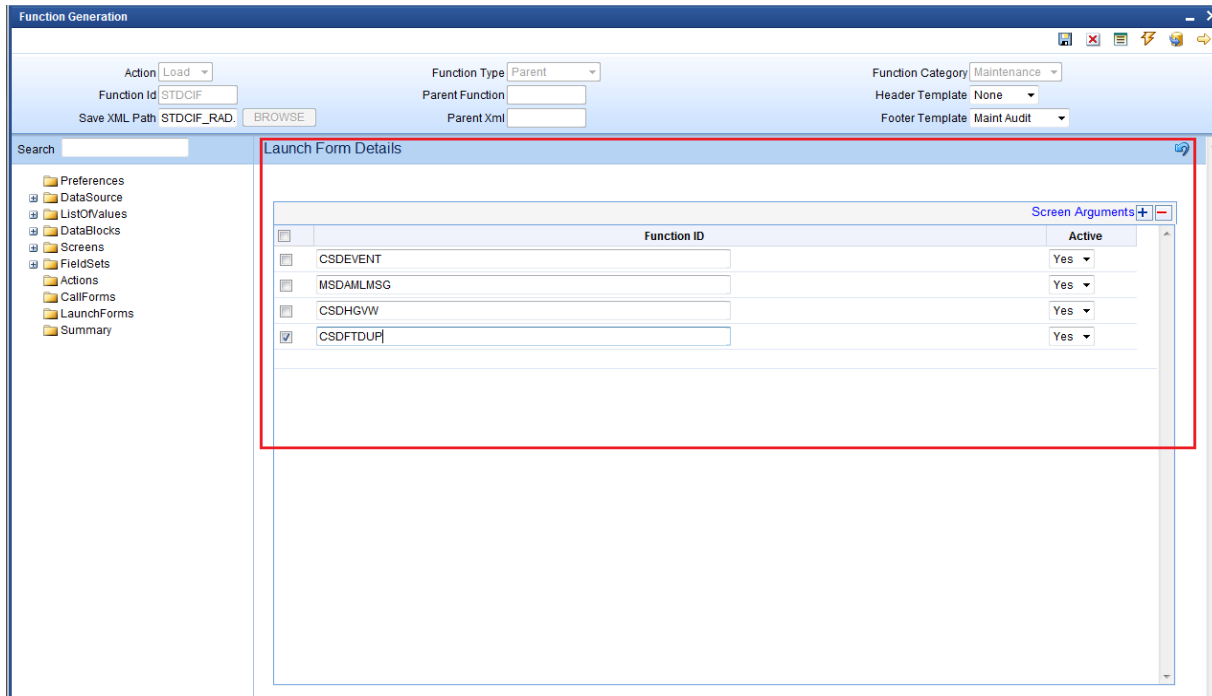 Function Generation
Action Load Function Type Parent Function Category Maintenance
Function Id STDCIF Parent Function Header Template None
Save XML Path STDCIF_RAD. BROWSE Parent Xml Footer Template Maint Audit
Search Launch Form Details
Preferences
DataSource
ListOfValues
DataBlocks
Screens
FieldSets
Actions
CallForms
LaunchForms
Summary
Screen Arguments
Function ID Active
CSDEVENT Yes
MSDAMLMSG Yes
CSDHGVW Yes
CSDFTDUP Yes